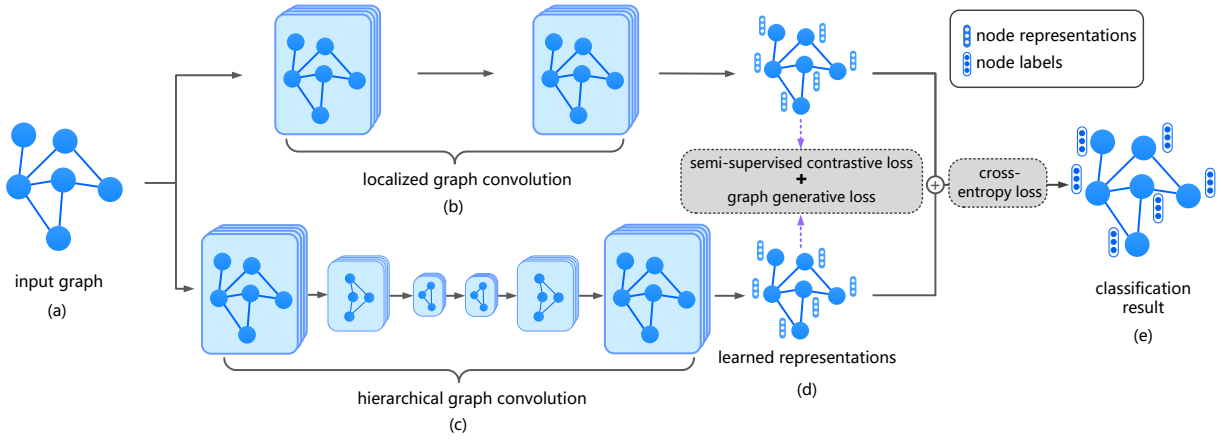 node representations
node labels
semi-supervised contrastive loss
+
graph generative loss
cross-
entropy loss
localized graph convolution
(b)
input graph
(a)
learned representations
(d)
classification
result
(e)
hierarchical graph convolution
(c)